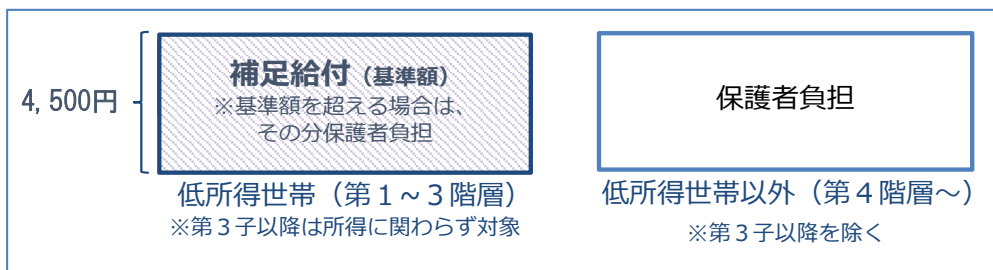 4,500円
補足給付（基準額）
※基準額を超える場合は、
その分保護者負担
低所得世帯（第１～３階層）
※第３子以降は所得に関わらず対象
保護者負担
低所得世帯以外（第４階層～）
※第３子以降を除く